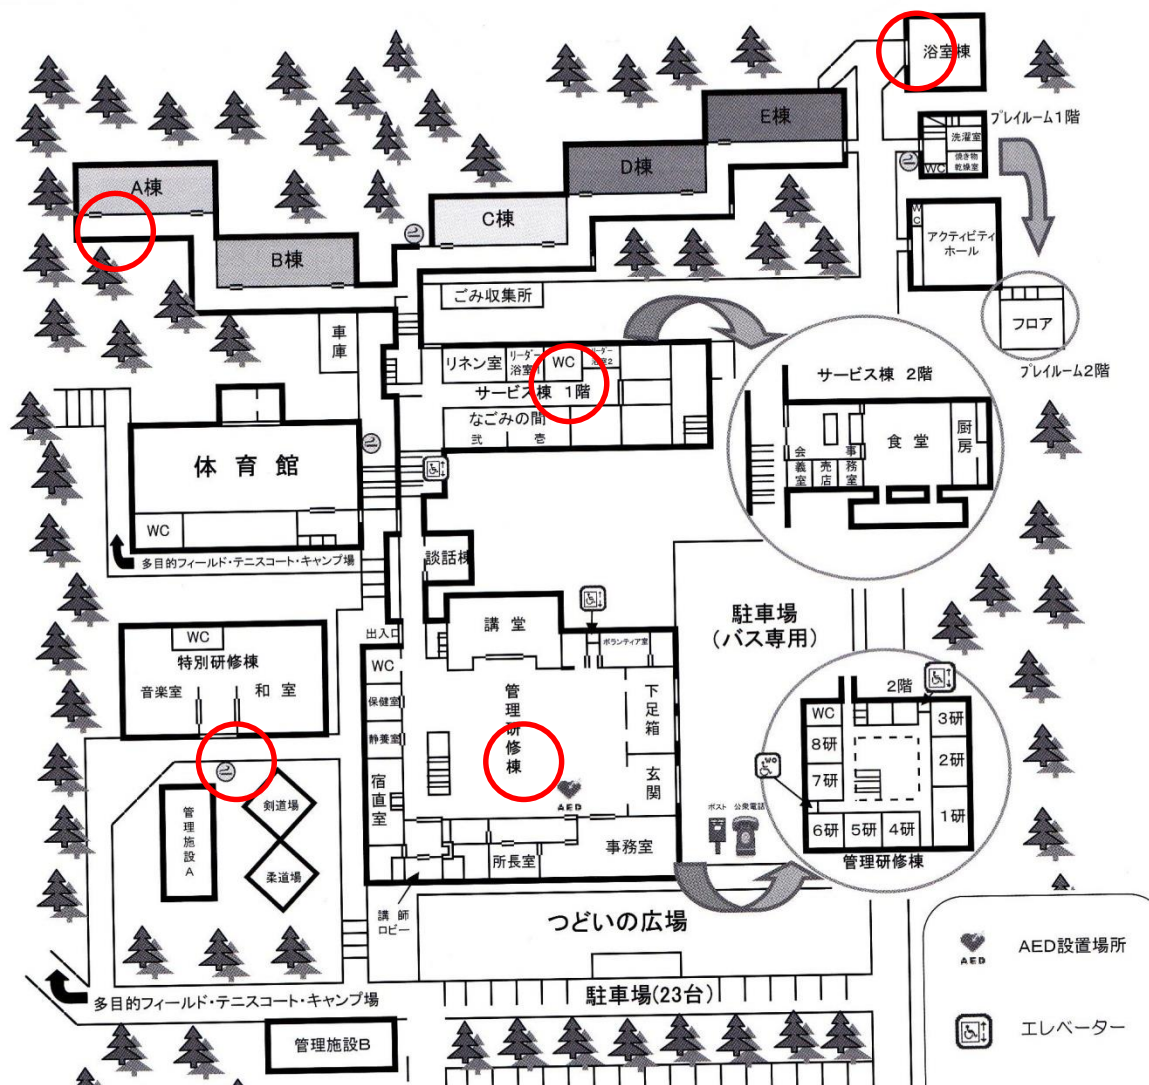 浴室棟
プレイルーム1階
洗濯室
焼き物
乾燥室
WC
E棟
D棟
A棟
C棟
B棟
WC
アクティビティ
ホール
フロア
プレイルーム2階
ごみ収集所
車庫
リネン室
リーダー
浴室1
WC
リーダー
浴室2
サービス棟 1階
なごみの間
弐
壱
サービス棟 2階
会議室
売店
事務室
食堂
厨房
体育館
WC
多目的フィールド・テニスコート・キャンプ場
談話棟
出入口
講堂
ボランティア室
駐車場
(バス専用)
WC
特別研修棟
音楽室
和室
WC
保健室
静養室
宿直室
管理研修棟
下足箱
玄関
AED
事務室
所長室
講師
ロビー
ポスト
公衆電話
2階
WC
8研
7研
6研
5研
4研
3研
2研
1研
管理研修棟
管理施設A
剣道場
柔道場
つどいの広場
駐車場(23台)
多目的フィールド・テニスコート・キャンプ場
管理施設B
AED
AED設置場所
エレベーター